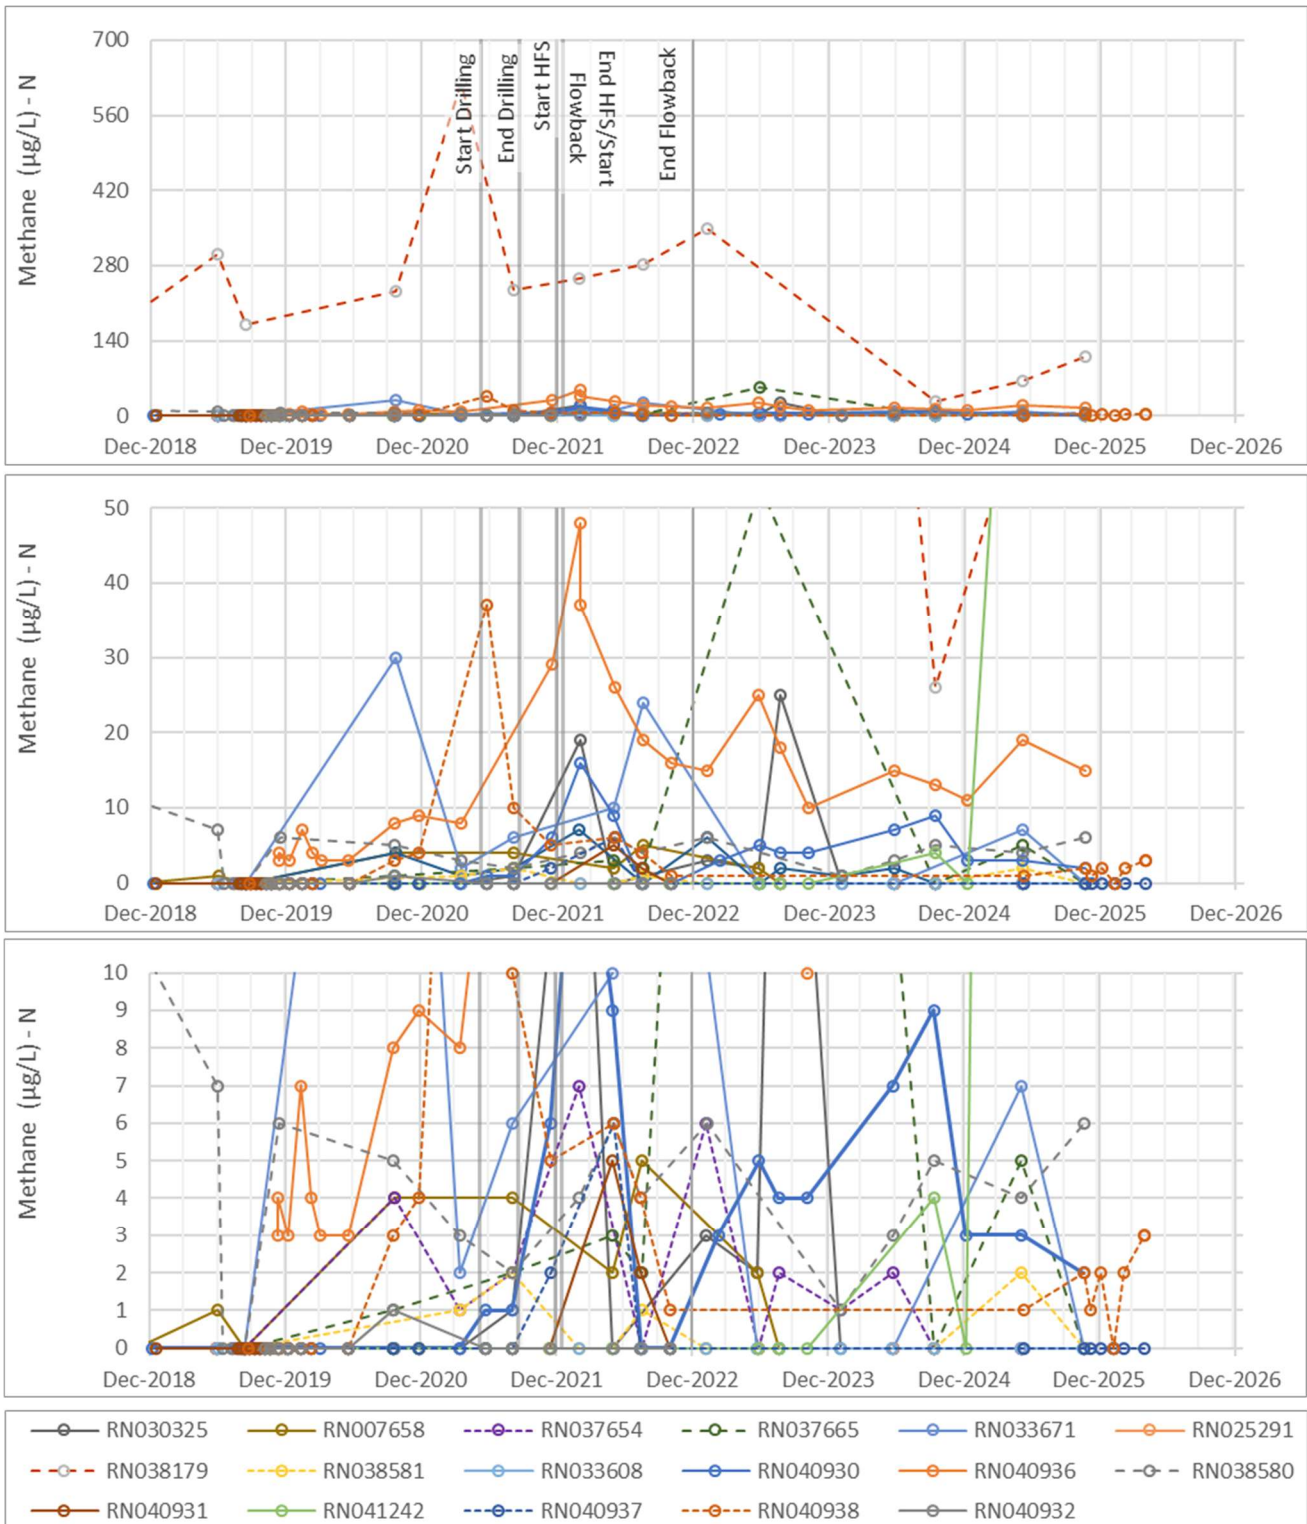 Methane (µg/L) - N
700
560
420
280
140
0
Start Drilling
End Drilling
Start HFS
Flowback
End HFS/Start
End Flowback
Dec-2018 Dec-2019 Dec-2020 Dec-2021 Dec-2022 Dec-2023 Dec-2024 Dec-2025 Dec-2026
Methane (µg/L) - N
50
40
30
20
10
0
Dec-2018 Dec-2019 Dec-2020 Dec-2021 Dec-2022 Dec-2023 Dec-2024 Dec-2025 Dec-2026
Methane (µg/L) - N
10
9
8
7
6
5
4
3
2
1
0
Dec-2018 Dec-2019 Dec-2020 Dec-2021 Dec-2022 Dec-2023 Dec-2024 Dec-2025 Dec-2026
RN030325 RN007658 RN037654 RN037665 RN033671 RN025291
RN038179 RN038581 RN033608 RN040930 RN040936 RN038580
RN040931 RN041242 RN040937 RN040938 RN040932